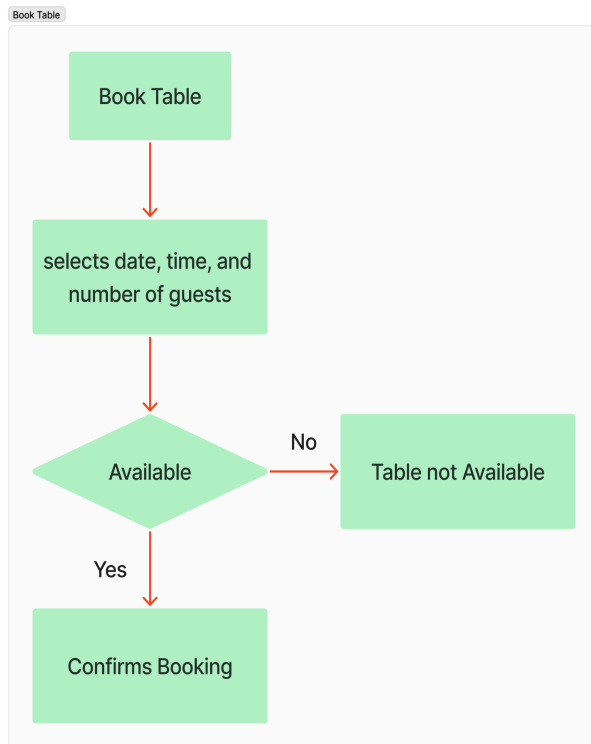 Book Table
Book Table
selects date, time, and
number of guests
Available
No
Table not Available
Yes
Confirms Booking